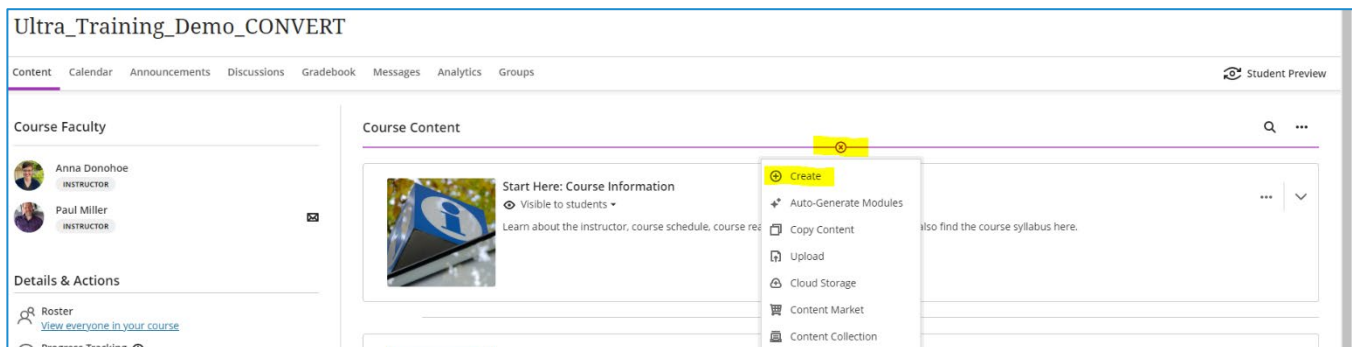 Ultra_Training_Demo_CONVERT
Content Calendar Announcements Discussions Gradebook Messages Analytics Groups Student Preview
Course Faculty
Anna Donohoe
INSTRUCTOR
Paul Miller
INSTRUCTOR
Details & Actions
Roster
View everyone in your course
Progress Tracking
Course Content
Start Here: Course Information
Visible to students
Learn about the instructor, course schedule, course rea
also find the course syllabus here.
Create
Auto-Generate Modules
Copy Content
Upload
Cloud Storage
Content Market
Content Collection